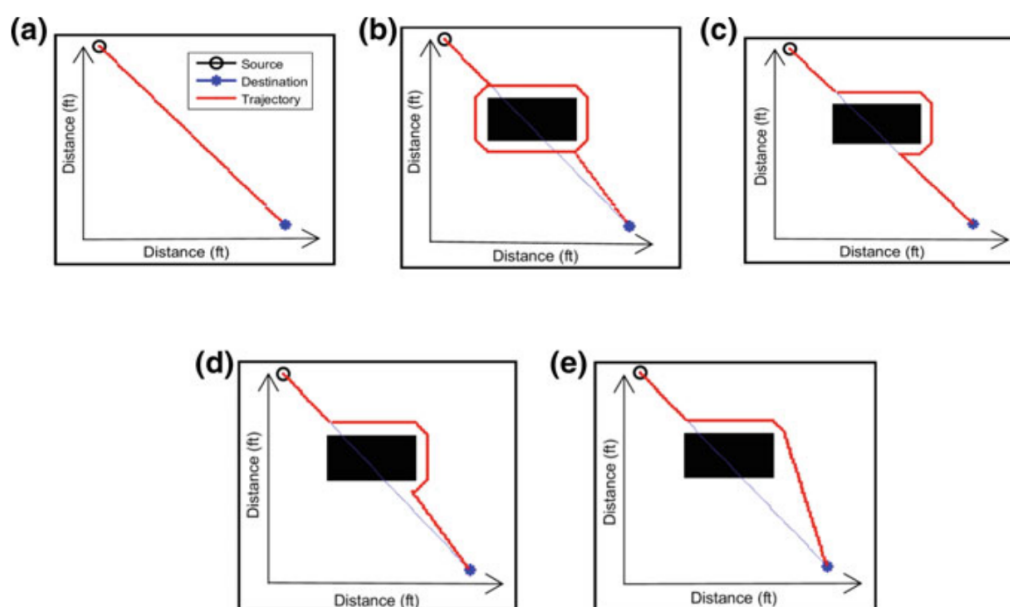 (a)
Source
Destination
Trajectory
Distance (ft)
Distance (ft)
(b)
Distance (ft)
Distance (ft)
(c)
Distance (ft)
Distance (ft)
(d)
Distance (ft)
Distance (ft)
(e)
Distance (ft)
Distance (ft)